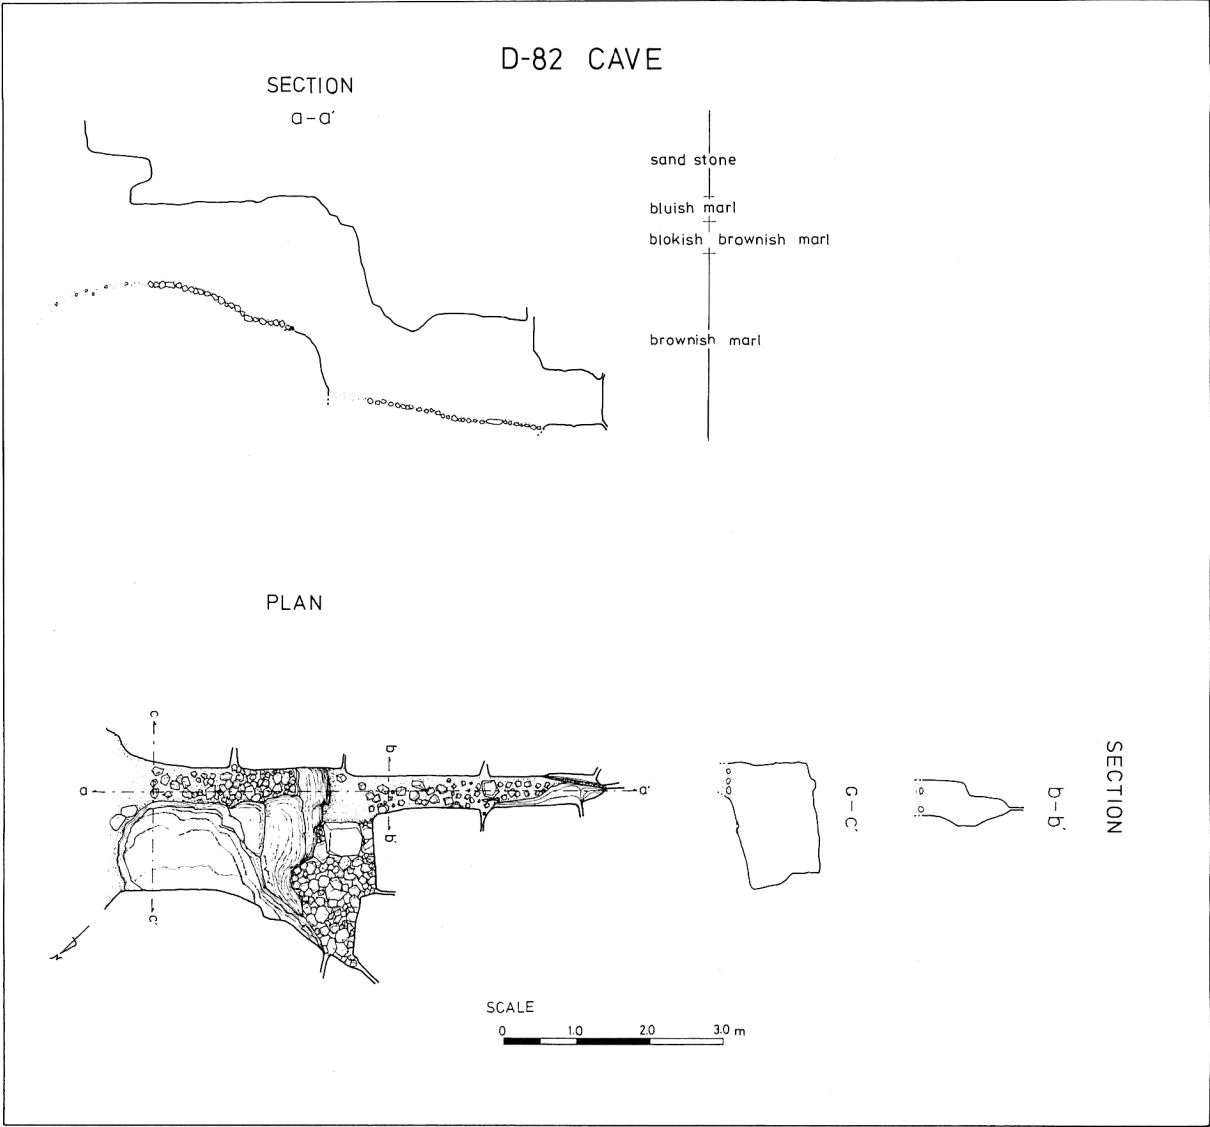 D-82 CAVE
SECTION
a-a'
sand stone
bluish marl
blokish brownish marl
brownish marl
PLAN
c
b
a
a'
b'
c'
N
SECTION
c-c'
b-b'
SCALE
0 1.0 2.0 3.0 m